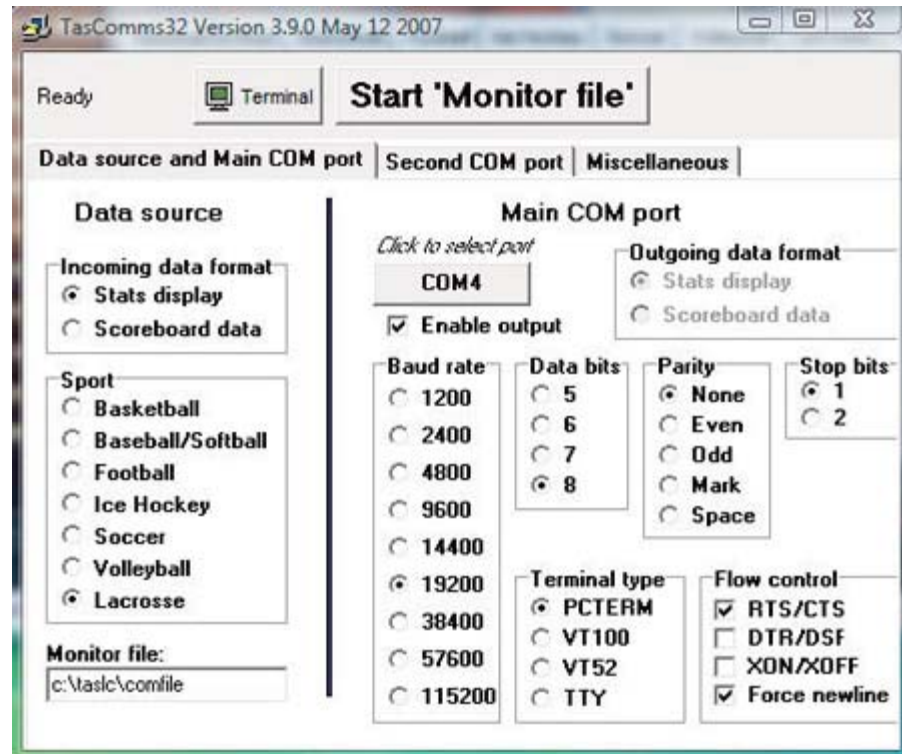 TasComms32 Version 3.9.0 May 12 2007
Ready
Terminal
Start 'Monitor file'
Data source and Main COM port
Second COM port
Miscellaneous
Data source
Incoming data format
Stats display
Scoreboard data
Sport
Basketball
Baseball/Softball
Football
Ice Hockey
Soccer
Volleyball
Lacrosse
Monitor file:
c:\taslc\comfile
Main COM port
Click to select port
COM4
Enable output
Outgoing data format
Stats display
Scoreboard data
Baud rate
1200
2400
4800
9600
14400
19200
38400
57600
115200
Data bits
5
6
7
8
Parity
None
Even
Odd
Mark
Space
Stop bits
1
2
Terminal type
PCTERM
VT100
VT52
TTY
Flow control
RTS/CTS
DTR/DSF
XON/XOFF
Force newline